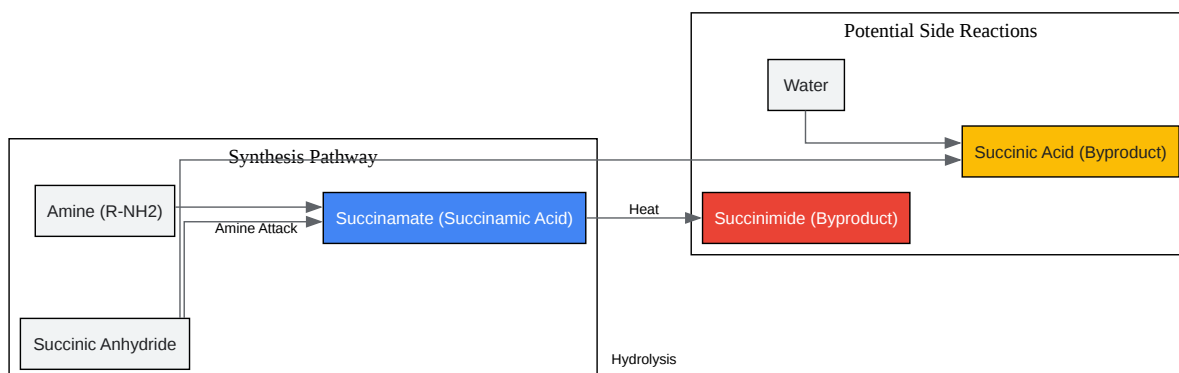 Potential Side Reactions
Water
Synthesis Pathway
Succinic Acid (Byproduct)
Amine (R-NH2)
Succinamate (Succinamic Acid)
Heat
Succinimide (Byproduct)
Amine Attack
Succinic Anhydride
Hydrolysis